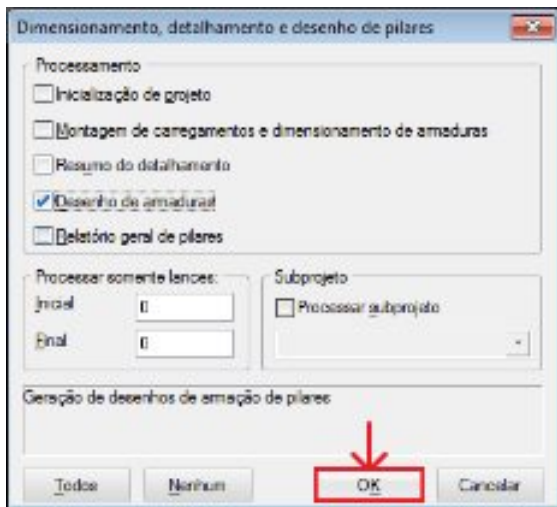 Dimensionamento, detalhamento e desenho de pilares
Processamento
Inicialização de projeto
Montagem de carregamentos e dimensionamento de armaduras
Resumo do detalhamento
Desenho de armaduras
Relatório geral de pilares
Processar somente lances:
Inicial 0
Final 0
Subprojeto
Processar subprojeto
Geração de desenhos de armação de pilares
Todos Nenhum OK Cancelar